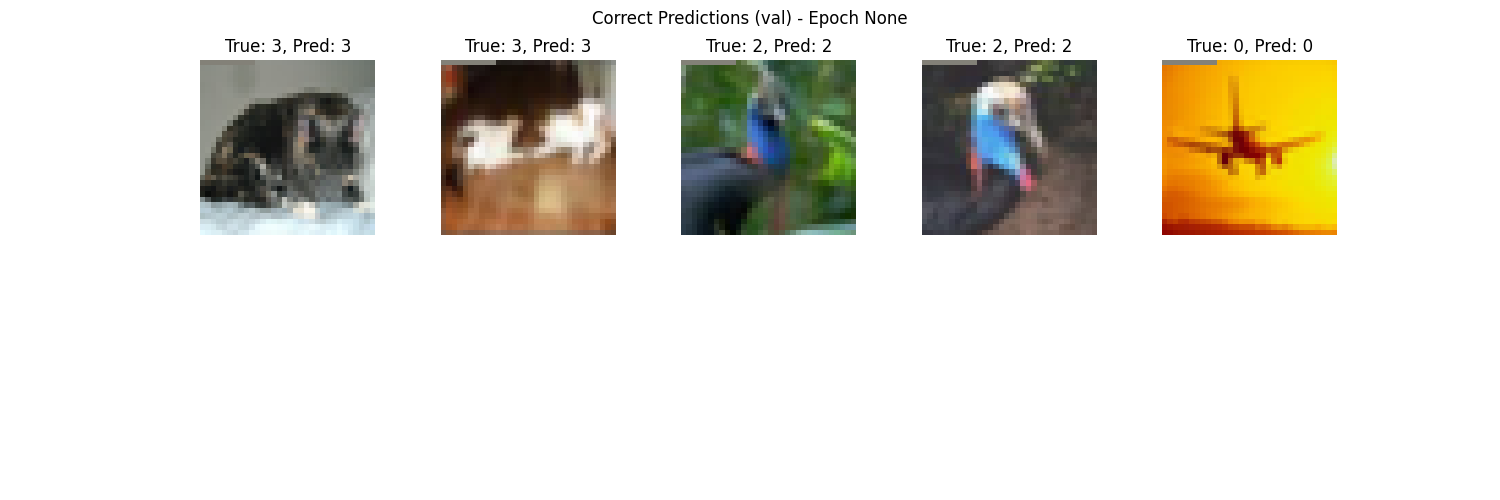 Correct Predictions (val) - Epoch None
True: 3, Pred: 3
True: 3, Pred: 3
True: 2, Pred: 2
True: 2, Pred: 2
True: 0, Pred: 0